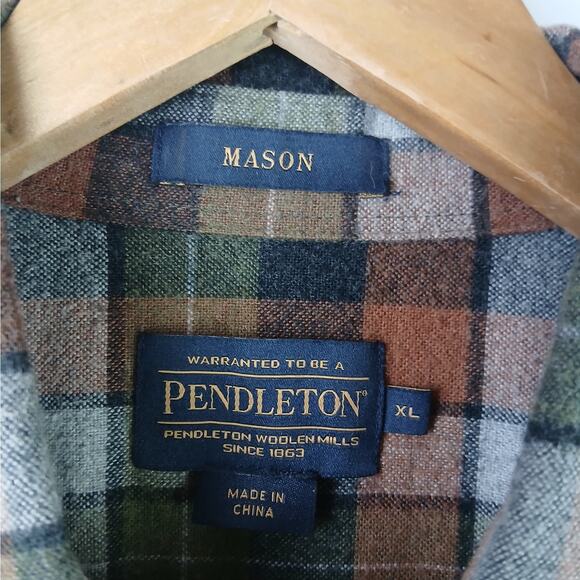 MASON
WARRANTED TO BE A
PENDLETON®
PENDLETON WOOLEN MILLS
SINCE 1863
XL
MADE IN
CHINA